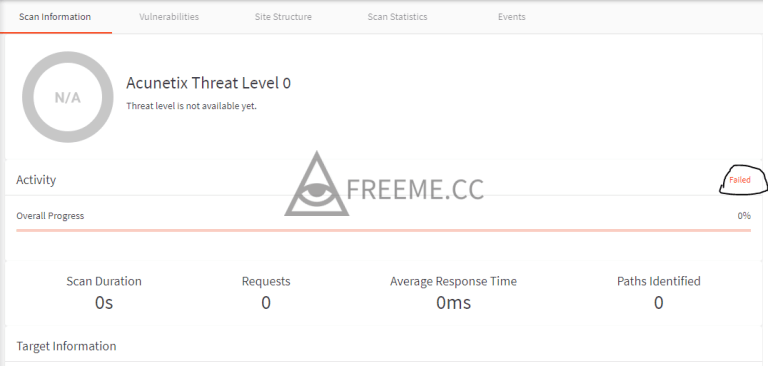 Scan Information Vulnerabilities Site Structure Scan Statistics Events
N/A
Acunetix Threat Level 0
Threat level is not available yet.
Activity Failed
FREEME.CC
Overall Progress 0%
Scan Duration Requests Average Response Time Paths Identified
0s 0 0ms 0
Target Information